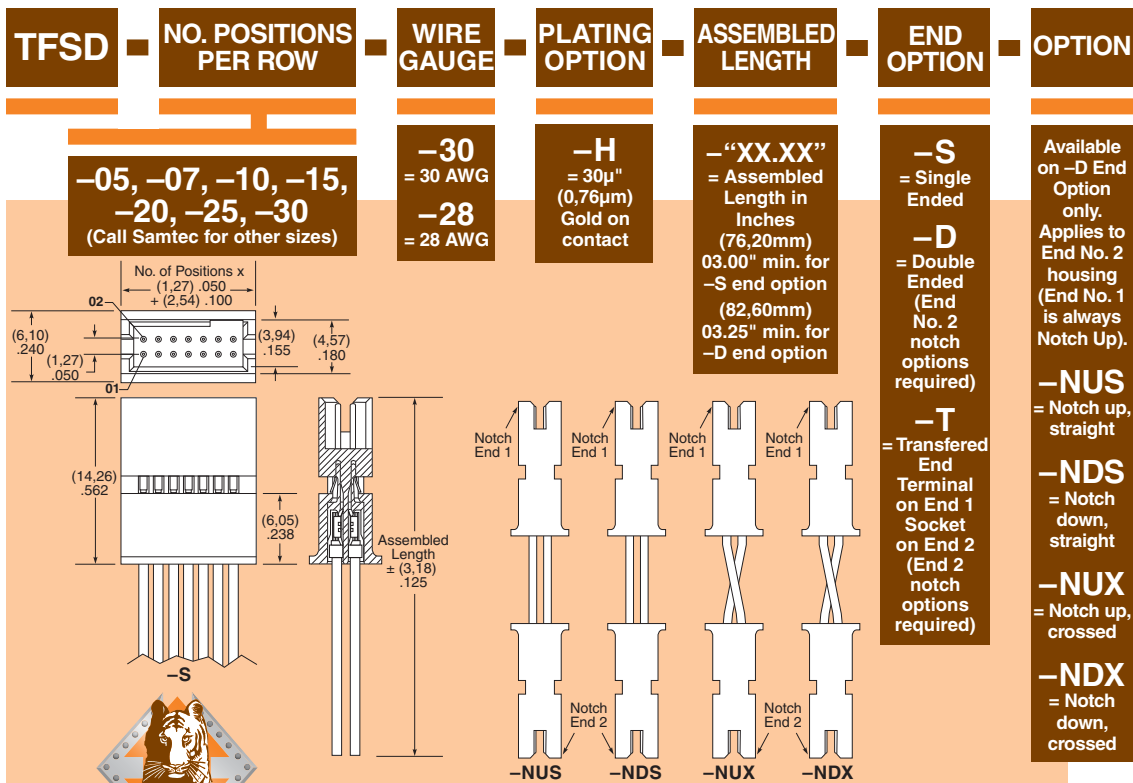 TFSD
-
NO. POSITIONS
PER ROW
-
WIRE
GAUGE
-
PLATING
OPTION
-
ASSEMBLED
LENGTH
-
END
OPTION
-
OPTION
–05, –07, –10, –15,
–20, –25, –30
(Call Samtec for other sizes)
–30
= 30 AWG
–28
= 28 AWG
–H
= 30µ"
(0,76µm)
Gold on
contact
–“XX.XX”
= Assembled
Length in
Inches
(76,20mm)
03.00" min. for
–S end option
(82,60mm)
03.25" min. for
–D end option
–S
= Single
Ended
–D
= Double
Ended
(End
No. 2
notch
options
required)
–T
= Transfered
End
Terminal
on End 1
Socket
on End 2
(End 2
notch
options
required)
Available
on –D End
Option
only.
Applies to
End No. 2
housing
(End No. 1
is always
Notch Up).
–NUS
= Notch up,
straight
–NDS
= Notch
down,
straight
–NUX
= Notch up,
crossed
–NDX
= Notch
down,
crossed
No. of Positions x
(1,27) .050
+ (2,54) .100
02
(6,10)
.240
(1,27)
.050
01
(3,94)
.155
(4,57)
.180
(14,26)
.562
(6,05)
.238
–S
Assembled
Length
± (3,18)
.125
Notch
End 1
Notch
End 1
Notch
End 1
Notch
End 1
Notch
End 2
Notch
End 2
–NUS
–NDS
–NUX
–NDX